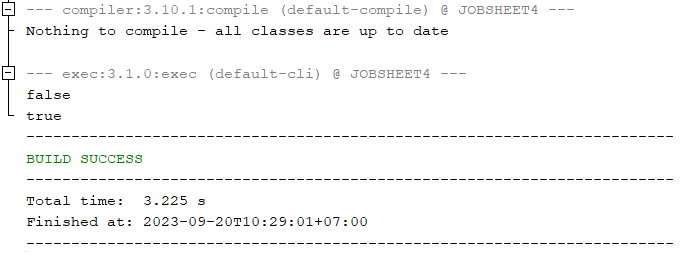 --- compiler:3.10.1:compile (default-compile) @ JOBSHEET4 ---
Nothing to compile - all classes are up to date
--- exec:3.1.0:exec (default-cli) @ JOBSHEET4 ---
false
true
------------------------------------------------------------------------
BUILD SUCCESS
------------------------------------------------------------------------
Total time:  3.225 s
Finished at: 2023-09-20T10:29:01+07:00
------------------------------------------------------------------------